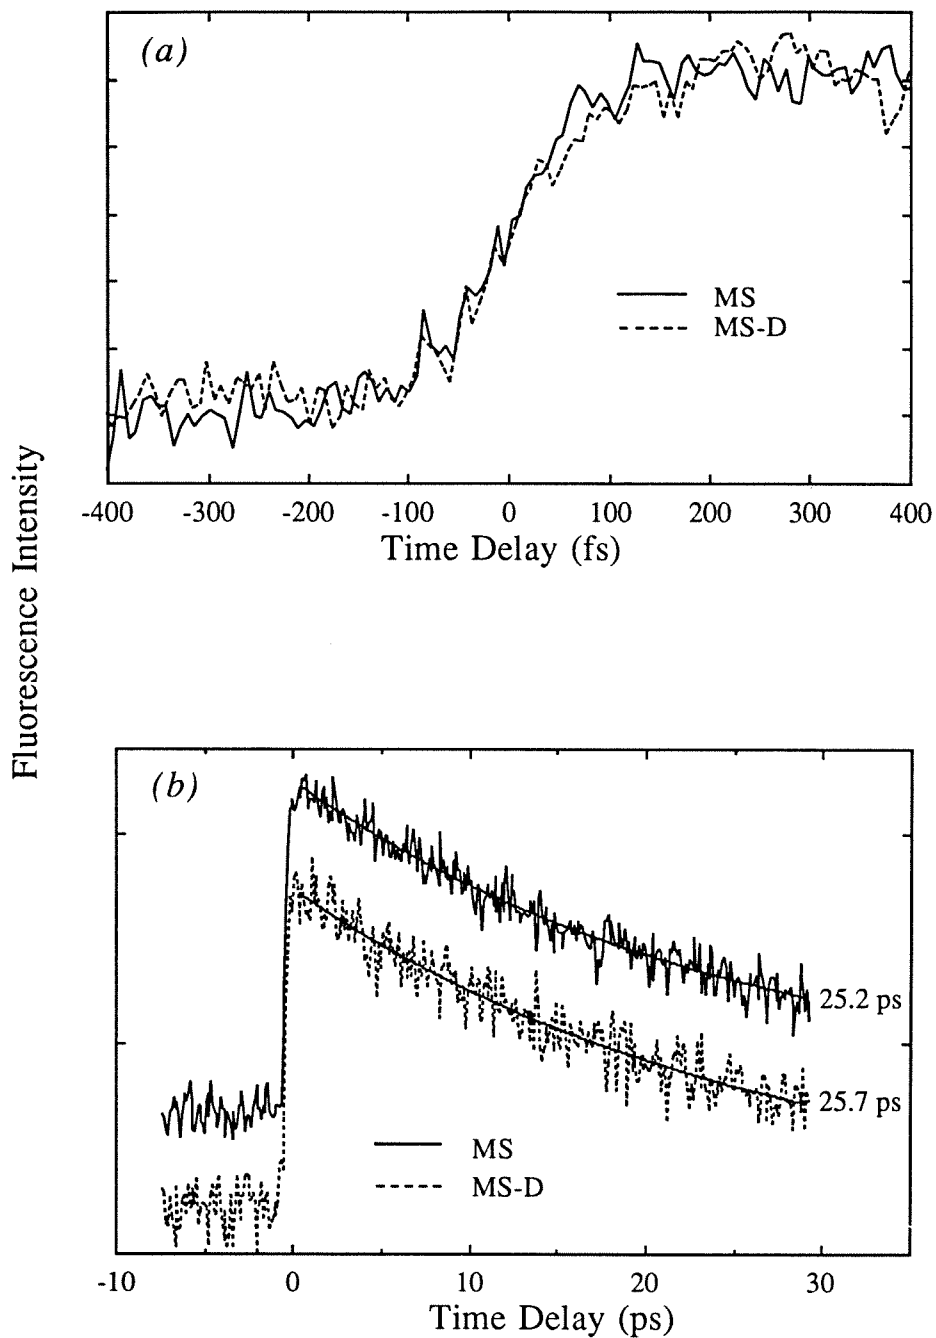 (a)
MS
MS-D
-400 -300 -200 -100 0 100 200 300 400
Time Delay (fs)
Fluorescence Intensity
(b)
25.2 ps
25.7 ps
MS
MS-D
-10 0 10 20 30
Time Delay (ps)